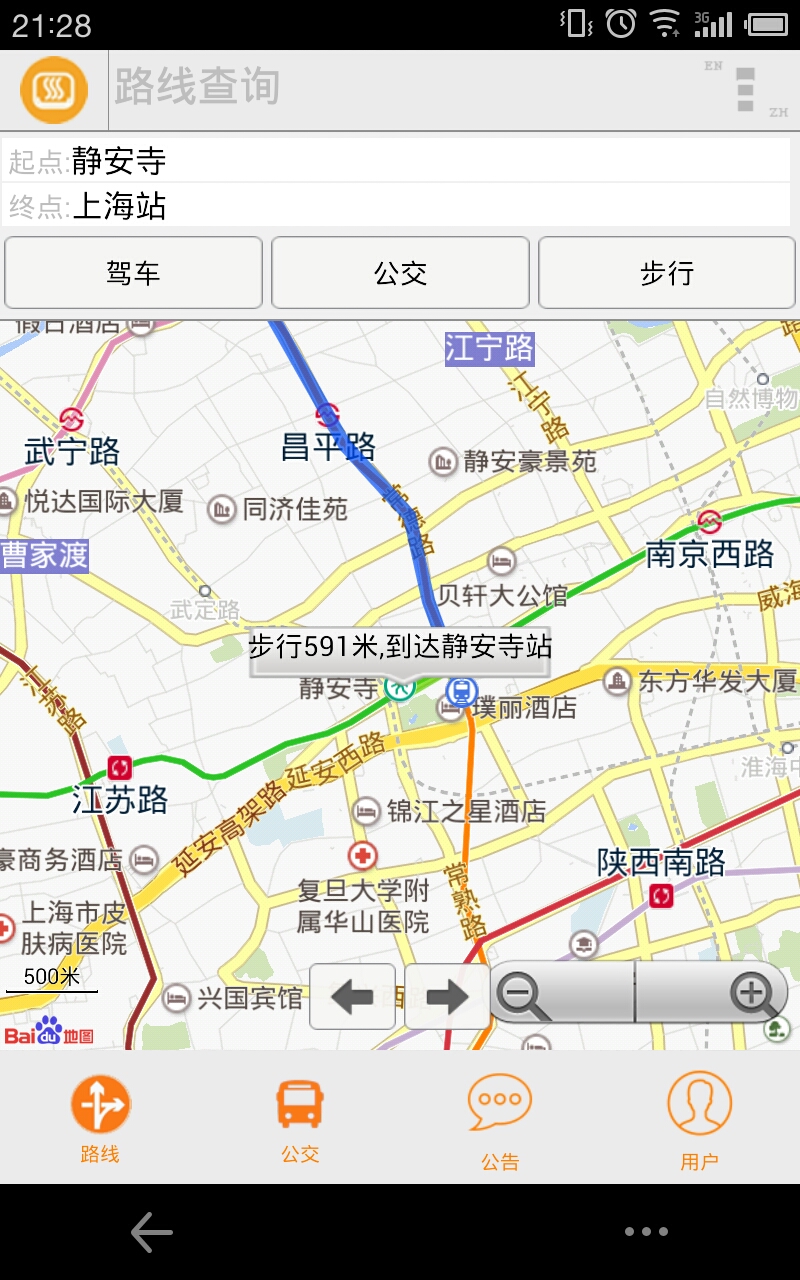 21:28
3G
路线查询
EN
ZH
起点:静安寺
终点:上海站
驾车
公交
步行
假日酒店
江宁路
江宁路
自然博物
武宁路
昌平路
静安豪景苑
悦达国际大厦
同济佳苑
常德路
南京西路
曹家渡
武定路
贝轩大公馆
威海
步行591米,到达静安寺站
静安寺
东方华发大厦
璞丽酒店
江苏路
延安西路
淮海中
江苏路
延安高架路
锦江之星酒店
豪商务酒店
陕西南路
复旦大学附
属华山医院
常熟路
上海市皮
肤病医院
500米
兴国宾馆
西
Bai du 地图
路线
公交
公告
用户